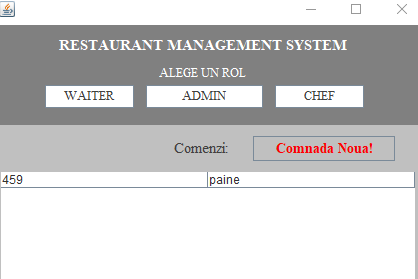 RESTAURANT MANAGEMENT SYSTEM
ALEGE UN ROL
WAITER ADMIN CHEF
Comenzi: Comnada Noua!
459 paine